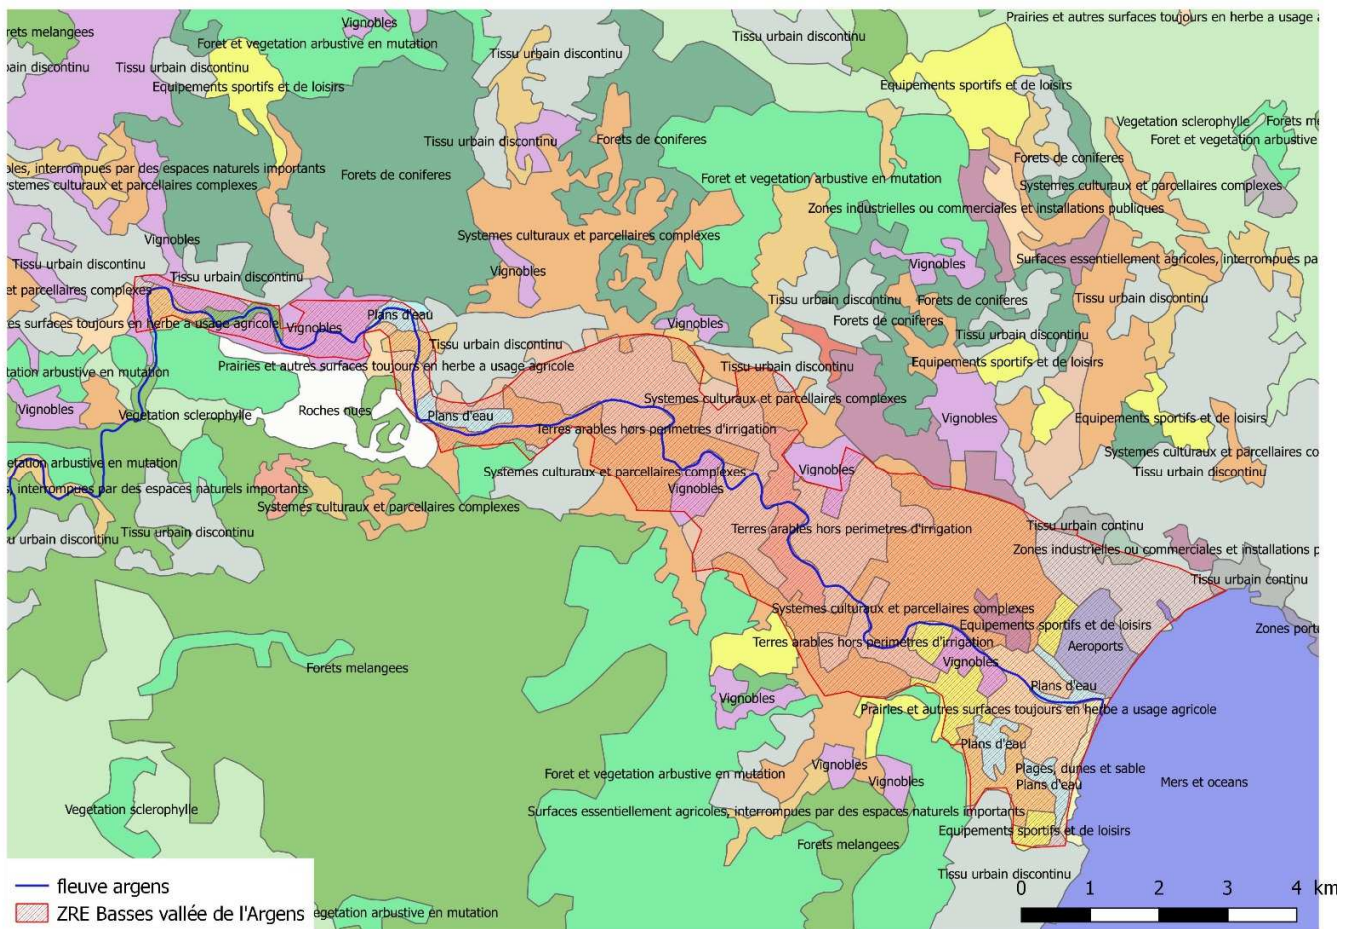 Prairies et autres surfaces toujours en herbe a usage
Vignobles
rets melangees
Tissu urbain discontinu
Foret et vegetation arbustive en mutation
Tissu urbain discontinu
ain discontinu
Tissu urbain discontinu
Equipements sportifs et de loisirs
Equipements sportifs et de loisirs
Vegetation sclerophylle
Forets me
Foret et vegetation arbustive
Tissu urbain discontinu
Forets de coniferes
Forets de coniferes
les, interrompues par des espaces naturels importants
Forets de coniferes
Foret et vegetation arbustive en mutation
ystemes culturaux et parcellaires complexes
Systemes culturaux et parcellaires complexes
Zones industrielles ou commerciales et installations publiques
Vignobles
Systemes culturaux et parcellaires complexes
Tissu urbain discontinu
Vignobles
Vignobles
Surfaces essentiellement agricoles, interrompues pa
Tissu urbain discontinu
et parcellaires complexes
Tissu urbain discontinu
Forets de coniferes
Tissu urbain discontinu
Plans d'eau
es surfaces toujours en herbe a usage agricole
Vignobles
Vignobles
Forets de coniferes
Tissu urbain discontinu
Tissu urbain discontinu
Prairies et autres surfaces toujours en herbe a usage agricole
Tissu urbain discontinu
Equipements sportifs et de loisirs
tation arbustive en mutation
Systemes culturaux et parcellaires complexes
Vignobles
Vegetation sclerophylle
Roches nues
Plans d'eau
Vignobles
Equipements sportifs et de loisirs
Terres arables hors perimetres d'irrigation
Systemes culturaux et parcellaires co
etation arbustive en mutation
Systemes culturaux et parcellaires complexes
Vignobles
Tissu urbain discontinu
s, interrompues par des espaces naturels importants
Vignobles
Systemes culturaux et parcellaires complexes
Tissu urbain discontinu
Terres arables hors perimetres d'irrigation
Tissu urbain continu
u urbain discontinu
Zones industrielles ou commerciales et installations p
Tissu urbain continu
Systemes culturaux et parcellaires complexes
Equipements sportifs et de loisirs
Zones porte
Terres arables hors perimetres d'irrigation
Aeroports
Forets melangees
Vignobles
Plans d'eau
Vignobles
Prairies et autres surfaces toujours en herbe a usage agricole
Plans d'eau
Foret et vegetation arbustive en mutation
Vignobles
Plages, dunes et sable
Vignobles
Plans d'eau
Mers et oceans
Vegetation sclerophylle
Surfaces essentiellement agricoles, interrompues par des espaces naturels importants
Equipements sportifs et de loisirs
Forets melangees
Tissu urbain discontinu
fleuve argens
0 1 2 3 4 km
ZRE Basses vallée de l'Argens
egetation arbustive en mutation